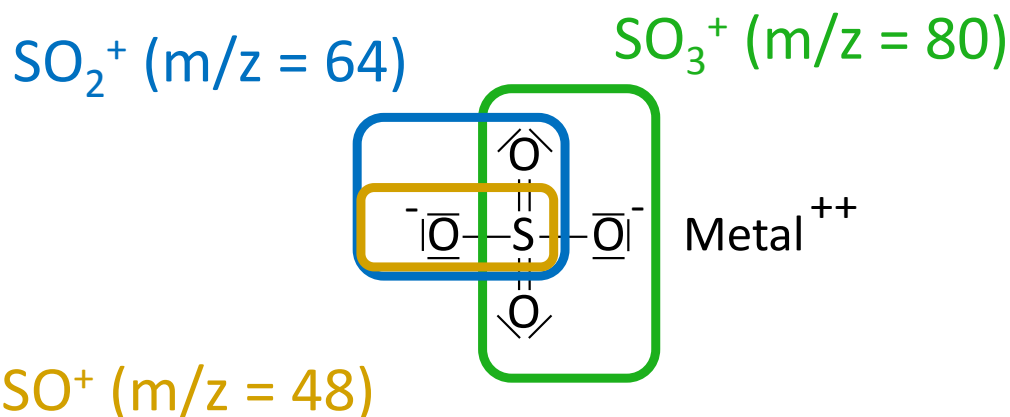 SO₂⁺ (m/z = 64)
SO₃⁺ (m/z = 80)
O
⁻ O S O ⁻ Metal⁺⁺
O
SO⁺ (m/z = 48)